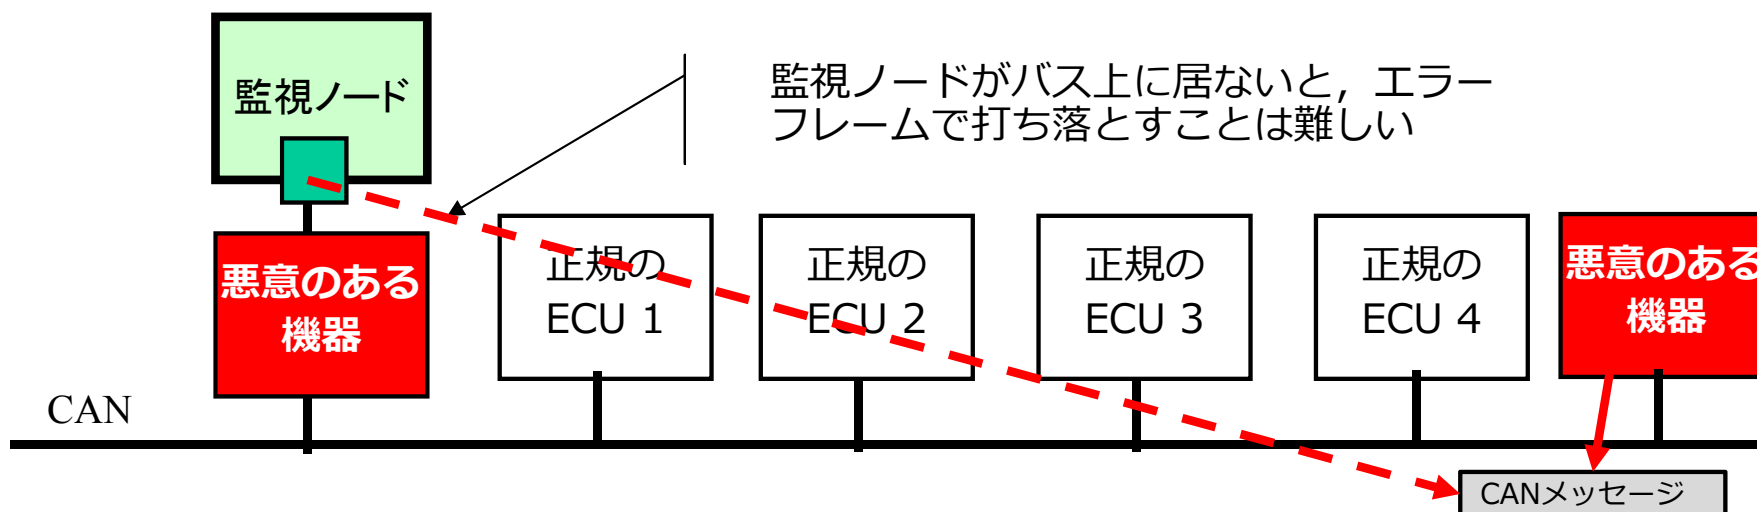 監視ノード
監視ノードがバス上に居ないと，エラー
フレームで打ち落とすことは難しい
悪意のある
機器
正規の
ECU 1
正規の
ECU 2
正規の
ECU 3
正規の
ECU 4
悪意のある
機器
CAN
CANメッセージ